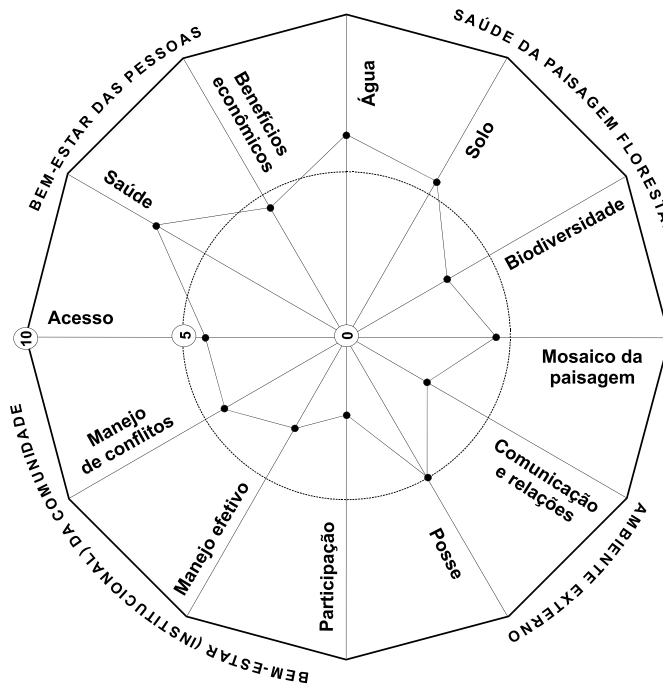 SAÚDE DA PAISAGEM FLORESTAL
BEM-ESTAR DAS PESSOAS
Água
Benefícios
econômicos
Solo
Saúde
Biodiversidade
Acesso
10
5
0
Mosaico da
paisagem
Manejo
de conflitos
Comunicação
e relações
Manejo efetivo
Participação
Posse
BEM-ESTAR (INSTITUCIONAL) DA COMUNIDADE
AMBIENTE EXTERNO